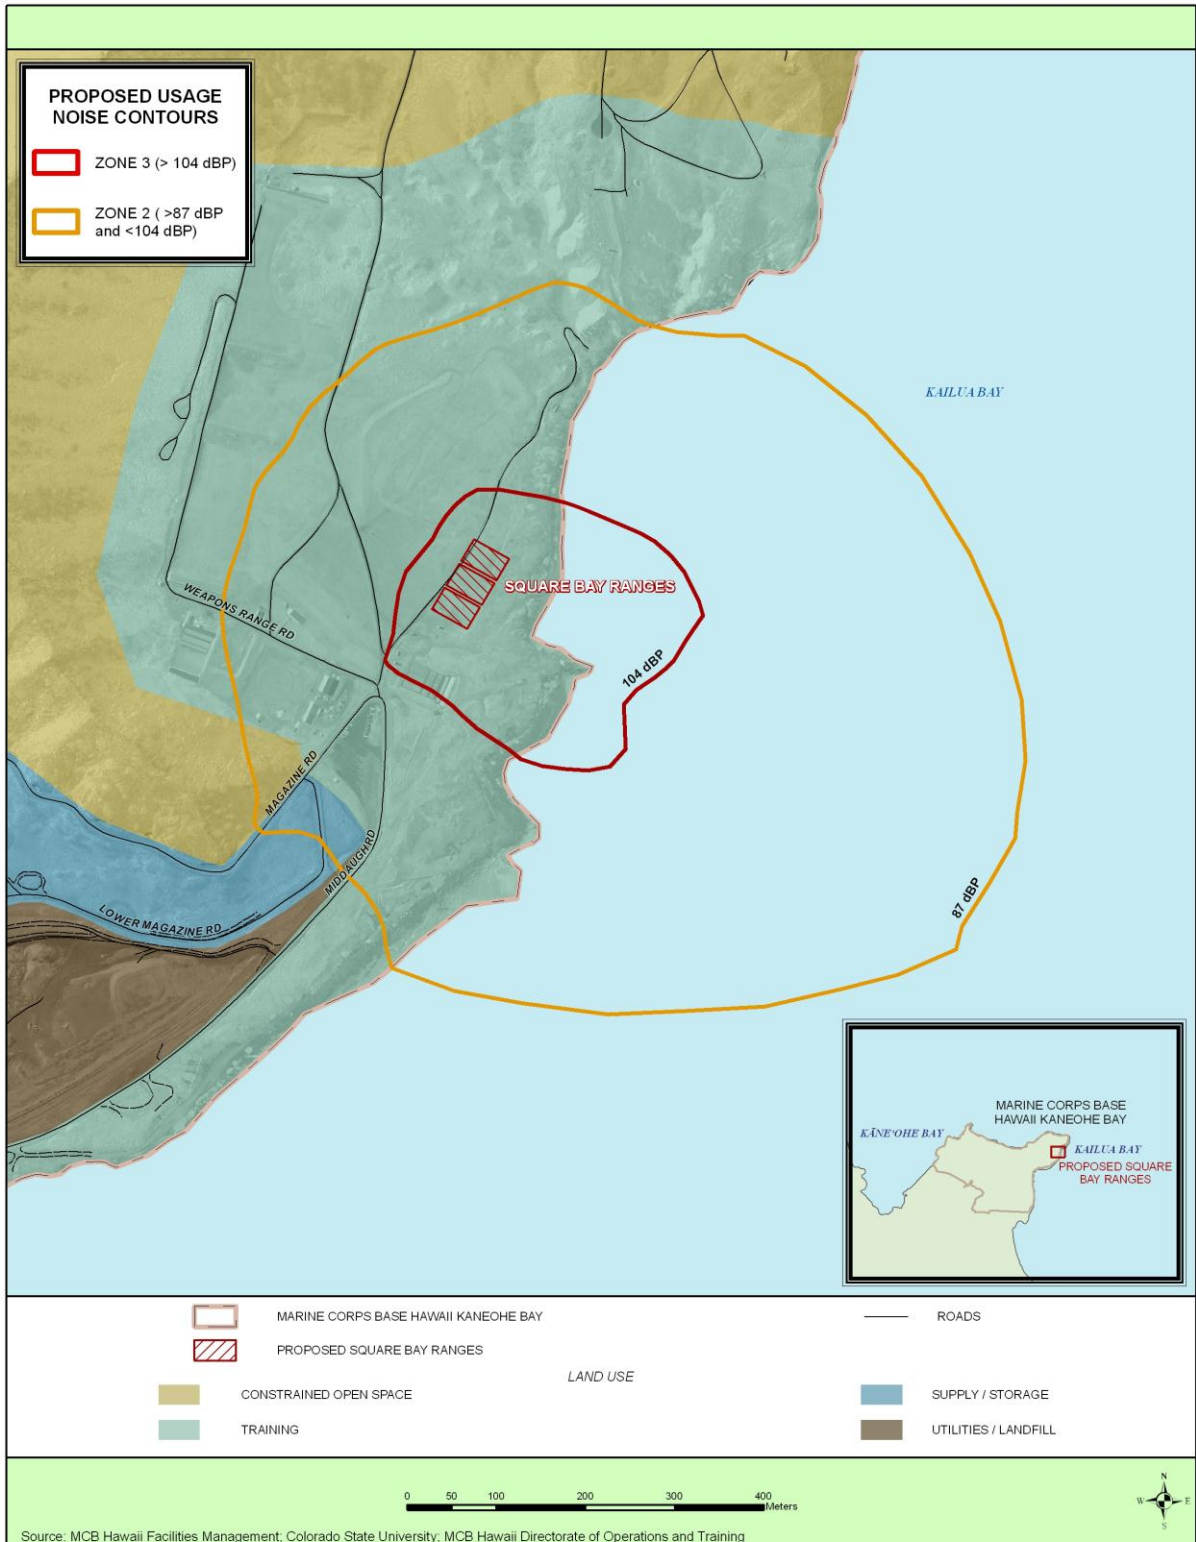 PROPOSED USAGE
NOISE CONTOURS
ZONE 3 (> 104 dBP)
ZONE 2 ( >87 dBP
and <104 dBP)
KAILUA BAY
SQUARE BAY RANGES
WEAPONS RANGE RD
104 dBP
MAGAZINE RD
MIDDAUGH RD
LOWER MAGAZINE RD
87 dBP
MARINE CORPS BASE
HAWAII KANEOHE BAY
KĀNEʻOHE BAY
KAILUA BAY
PROPOSED SQUARE
BAY RANGES
MARINE CORPS BASE HAWAII KANEOHE BAY
ROADS
PROPOSED SQUARE BAY RANGES
LAND USE
CONSTRAINED OPEN SPACE
SUPPLY / STORAGE
TRAINING
UTILITIES / LANDFILL
0 50 100 200 300 400
Meters
N
W E
S
Source: MCB Hawaii Facilities Management; Colorado State University; MCB Hawaii Directorate of Operations and Training